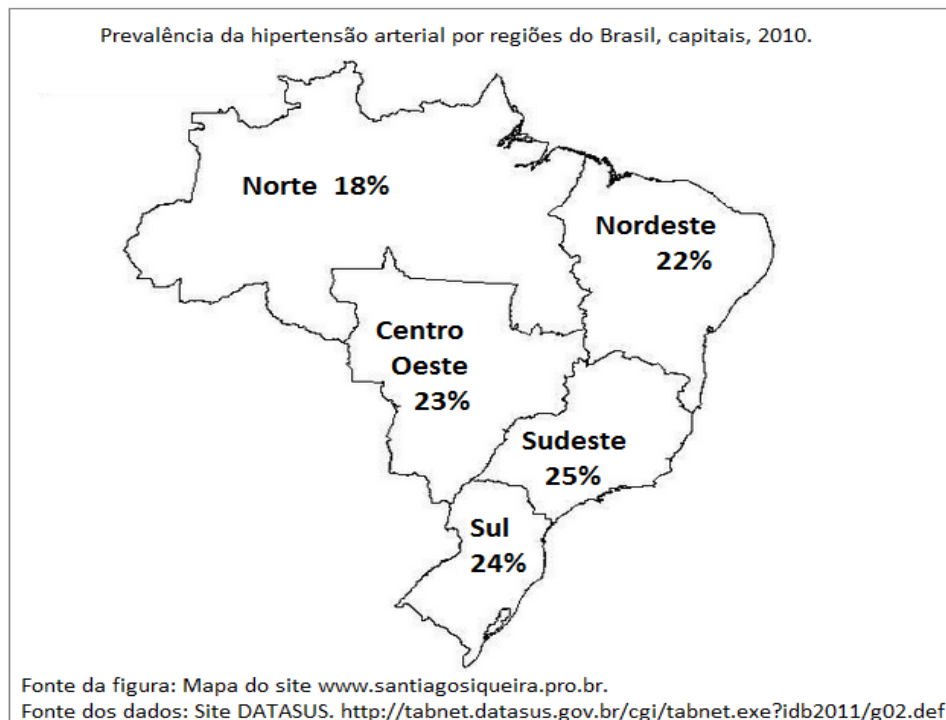 Prevalência da hipertensão arterial por regiões do Brasil, capitais, 2010.
Norte 18%
Nordeste
22%
Centro
Oeste
23%
Sudeste
25%
Sul
24%
Fonte da figura: Mapa do site www.santiagosiqueira.pro.br.
Fonte dos dados: Site DATASUS. http://tabnet.datasus.gov.br/cgi/tabnet.exe?idb2011/g02.def